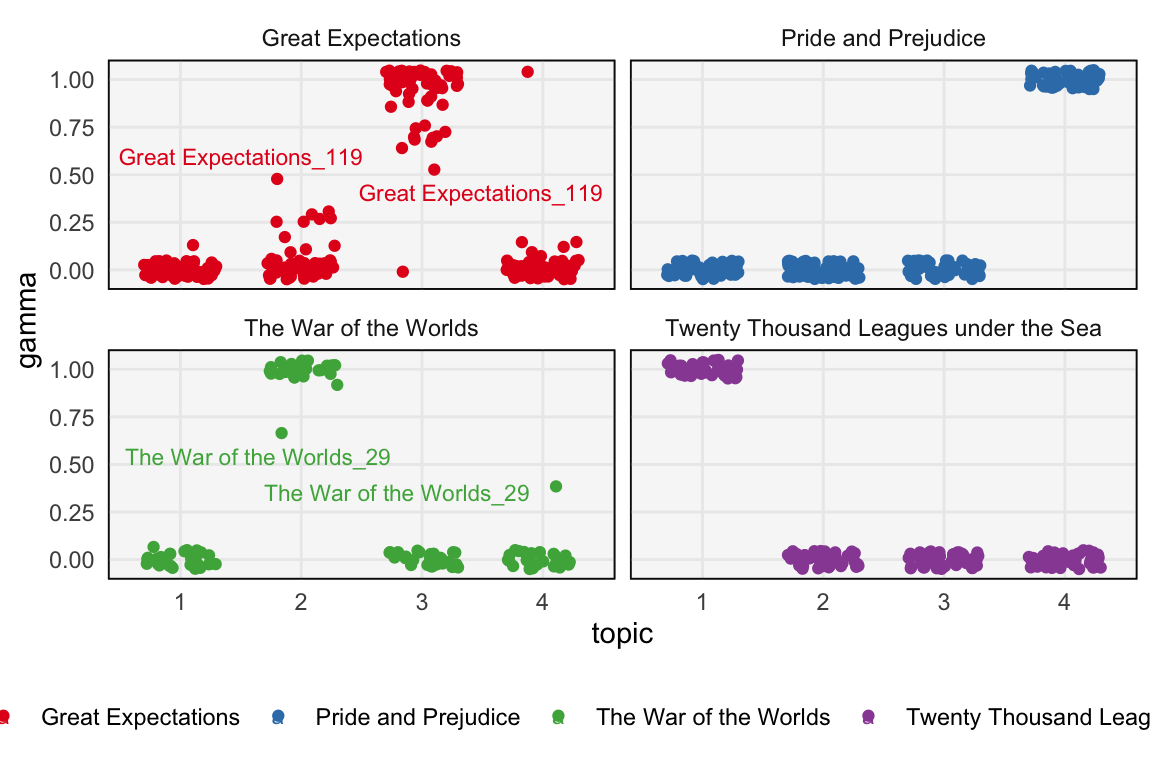 Great Expectations
Pride and Prejudice
1.00
0.75
0.50
0.25
0.00
Great Expectations_119
Great Expectations_119
gamma
The War of the Worlds
Twenty Thousand Leagues under the Sea
1.00
0.75
0.50
0.25
0.00
The War of the Worlds_29
The War of the Worlds_29
1 2 3 4
1 2 3 4
topic
Great Expectations
Pride and Prejudice
The War of the Worlds
Twenty Thousand Leag